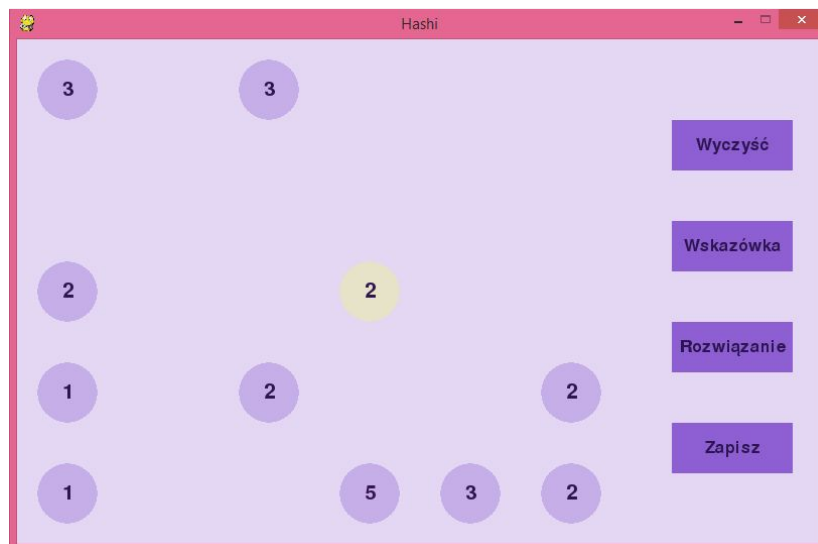 Hashi
3 3
Wyczyść
Wskazówka
2 2
Rozwiązanie
1 2 2
Zapisz
1 5 3 2